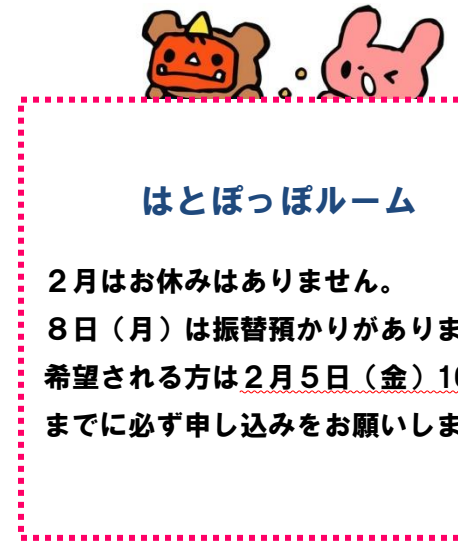 はとぽっぽルーム
２月はお休みはありません。
８日（月）は振替預かりがありま
希望される方は２月５日（金）1
までに必ず申し込みをお願いしま